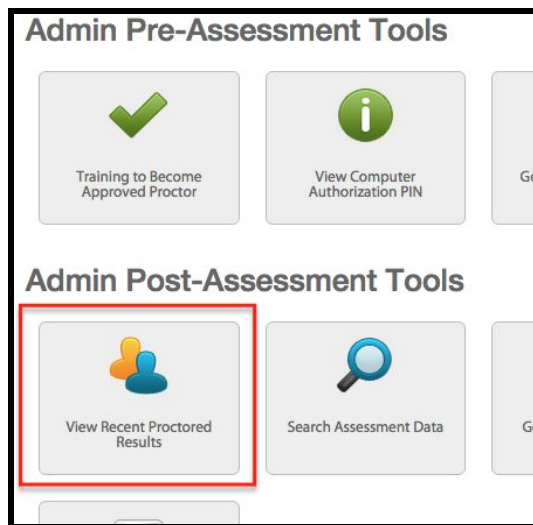 Admin Pre-Assessment Tools
Training to Become
Approved Proctor
View Computer
Authorization PIN
Admin Post-Assessment Tools
View Recent Proctored
Results
Search Assessment Data